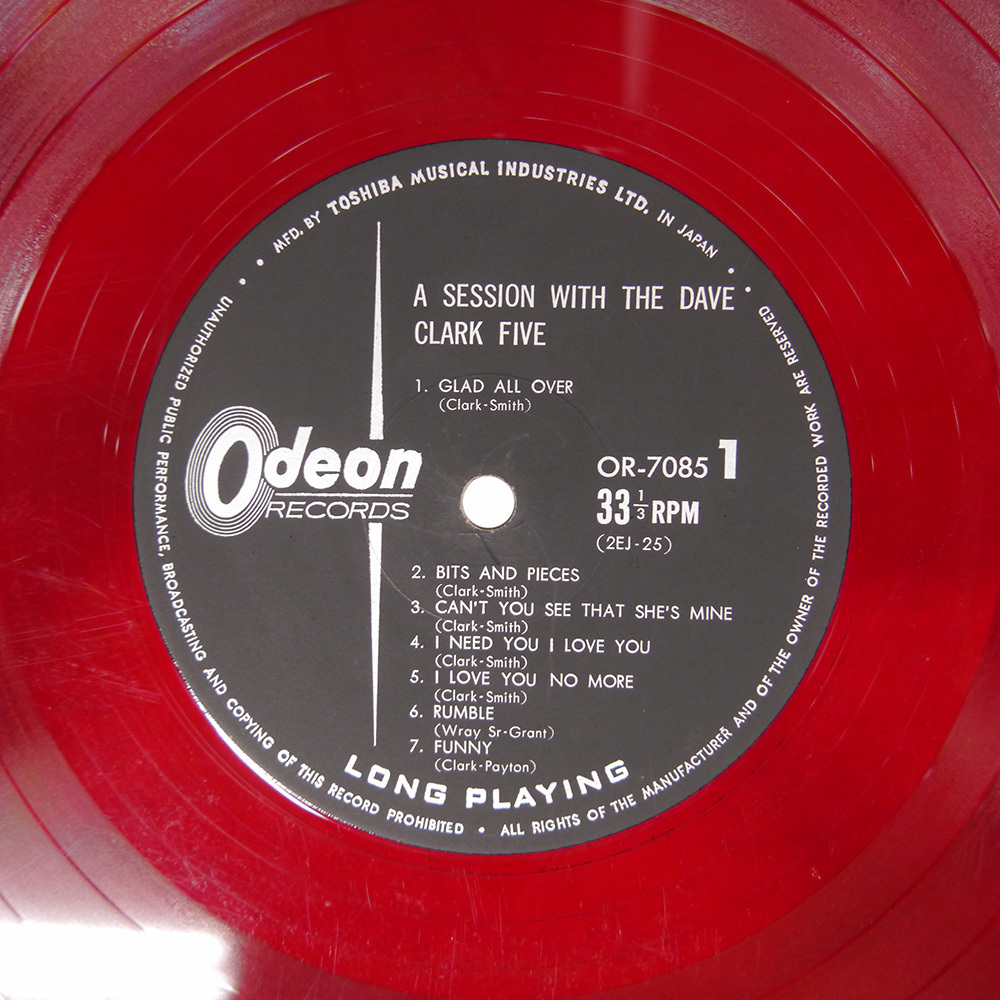 MFD. BY TOSHIBA MUSICAL INDUSTRIES LTD. IN JAPAN
A SESSION WITH THE DAVE
CLARK FIVE
1. GLAD ALL OVER
(Clark-Smith)
Odeon
RECORDS
OR-7085 1
33 1/3 RPM
(2EJ-25)
2. BITS AND PIECES
(Clark-Smith)
3. CAN'T YOU SEE THAT SHE'S MINE
(Clark-Smith)
4. I NEED YOU I LOVE YOU
(Clark-Smith)
5. I LOVE YOU NO MORE
(Clark-Smith)
6. RUMBLE
(Wray Sr-Grant)
7. FUNNY
(Clark-Payton)
LONG PLAYING
UNAUTHORIZED PUBLIC PERFORMANCE, BROADCASTING AND COPYING OF THIS RECORD PROHIBITED • ALL RIGHTS OF THE MANUFACTURER AND OF THE OWNER OF THE RECORDED WORK ARE RESERVED